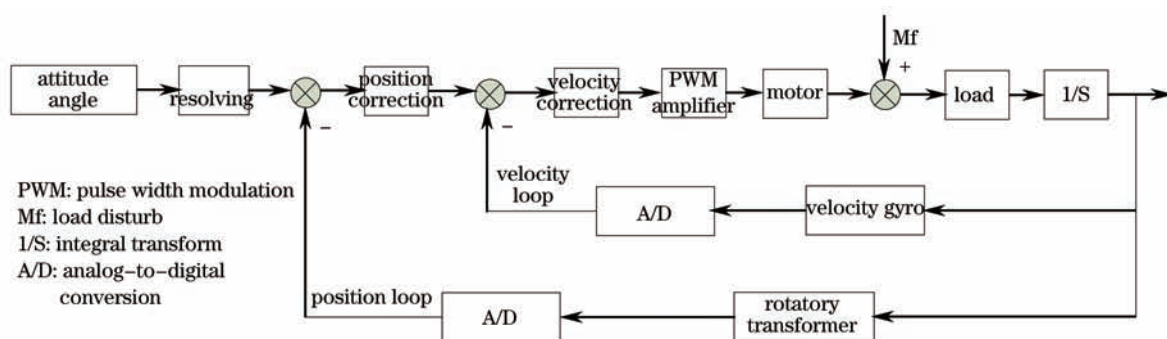 Mf
+
attitude
angle
resolving
position
correction
velocity
correction
PWM
amplifier
motor
load
1/S
−
−
velocity
loop
A/D
velocity gyro
PWM: pulse width modulation
Mf: load disturb
1/S: integral transform
A/D: analog-to-digital
conversion
position loop
A/D
rotatory
transformer